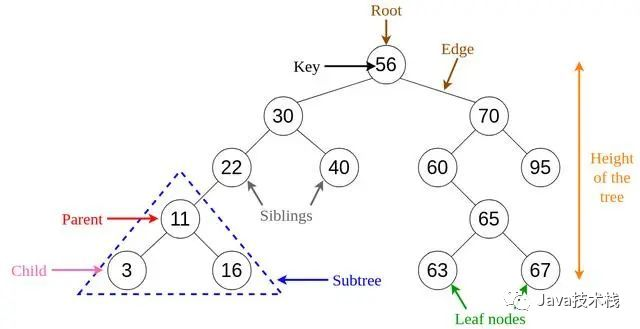 Root
Key
56
Edge
30
70
22
40
60
95
Height
of the
tree
Siblings
Parent
11
65
Child
3
16
Subtree
63
67
Leaf nodes
Java技术栈